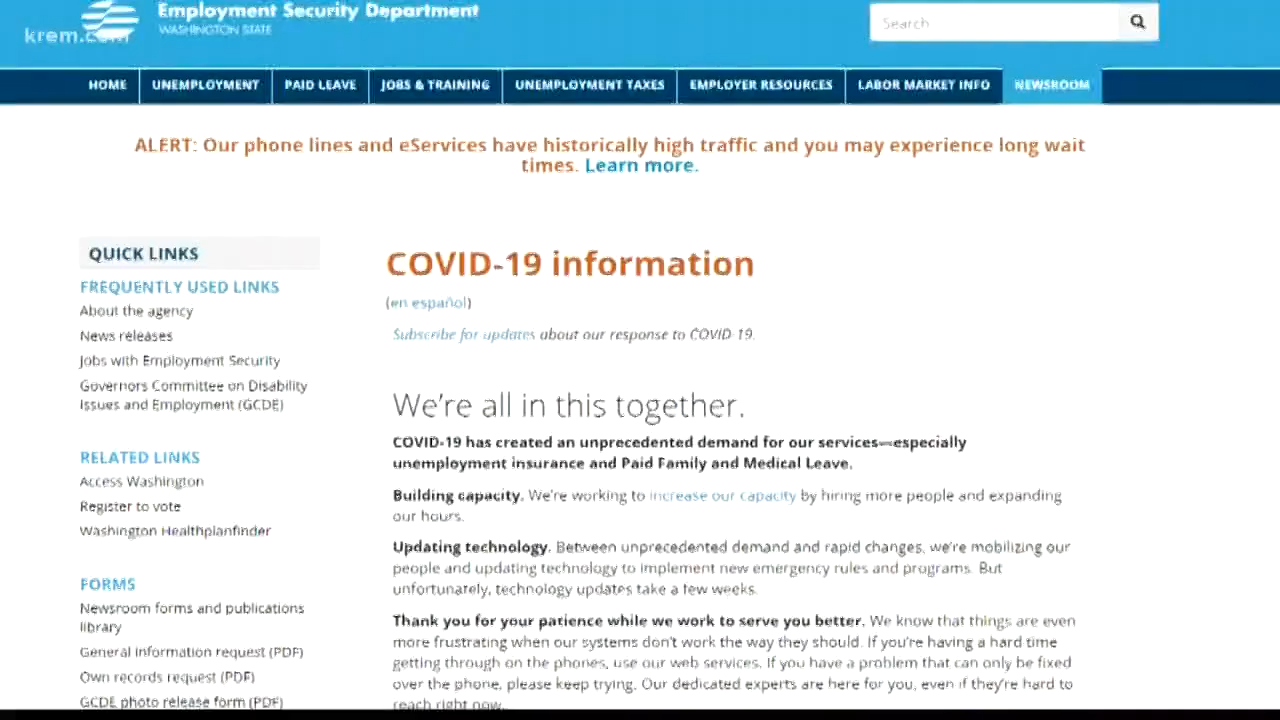 Employment Security Department
WASHINGTON STATE
krem.com
Search
HOME UNEMPLOYMENT PAID LEAVE JOBS & TRAINING UNEMPLOYMENT TAXES EMPLOYER RESOURCES LABOR MARKET INFO NEWSROOM
ALERT: Our phone lines and eServices have historically high traffic and you may experience long wait
times. Learn more.
QUICK LINKS
FREQUENTLY USED LINKS
About the agency
News releases
Jobs with Employment Security
Governors Committee on Disability
Issues and Employment (GCDE)
RELATED LINKS
Access Washington
Register to vote
Washington Healthplanfinder
FORMS
Newsroom forms and publications
library
General information request (PDF)
Own records request (PDF)
GCDE photo release form (PDF)
COVID-19 information
(en español)
Subscribe for updates about our response to COVID-19.
We're all in this together.
COVID-19 has created an unprecedented demand for our services—especially
unemployment insurance and Paid Family and Medical Leave.
Building capacity. We're working to increase our capacity by hiring more people and expanding
our hours.
Updating technology. Between unprecedented demand and rapid changes, we're mobilizing our
people and updating technology to implement new emergency rules and programs. But
unfortunately, technology updates take a few weeks.
Thank you for your patience while we work to serve you better. We know that things are even
more frustrating when our systems don't work the way they should. If you're having a hard time
getting through on the phones, use our web services. If you have a problem that can only be fixed
over the phone, please keep trying. Our dedicated experts are here for you, even if they're hard to
reach right now.